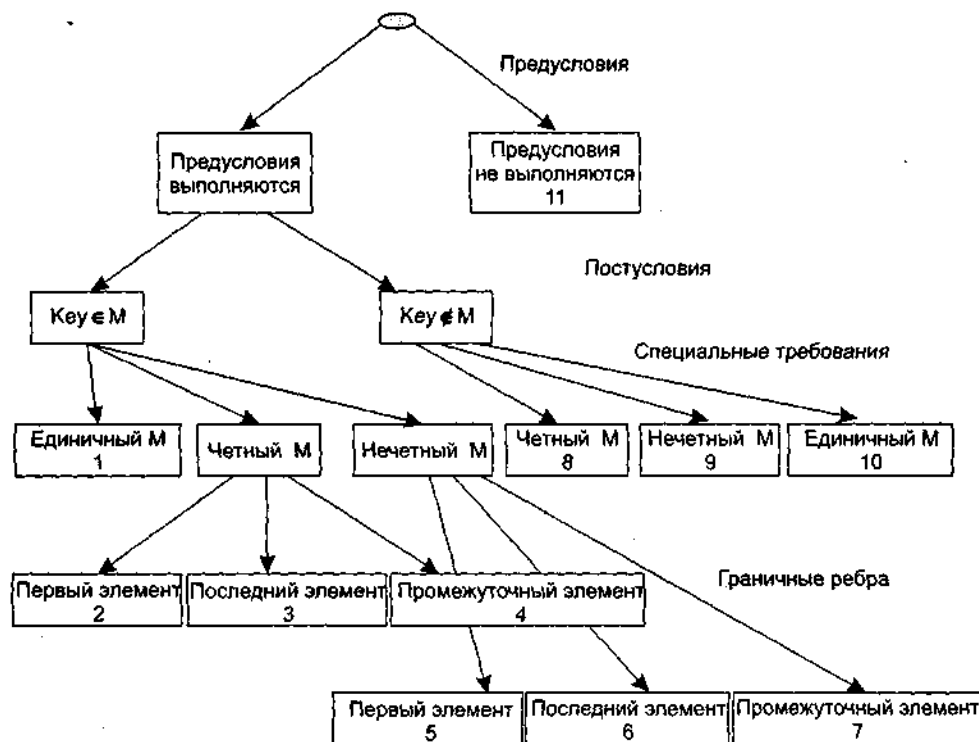 Предусловия
Предусловия
выполняются
Предусловия
не выполняются
11
Постусловия
Key ∈ M
Key ∉ M
Специальные требования
Единичный М
1
Четный М
Нечетный М
Четный М
8
Нечетный М
9
Единичный М
10
Граничные ребра
Первый элемент
2
Последний элемент
3
Промежуточный элемент
4
Первый элемент
5
Последний элемент
6
Промежуточный элемент
7